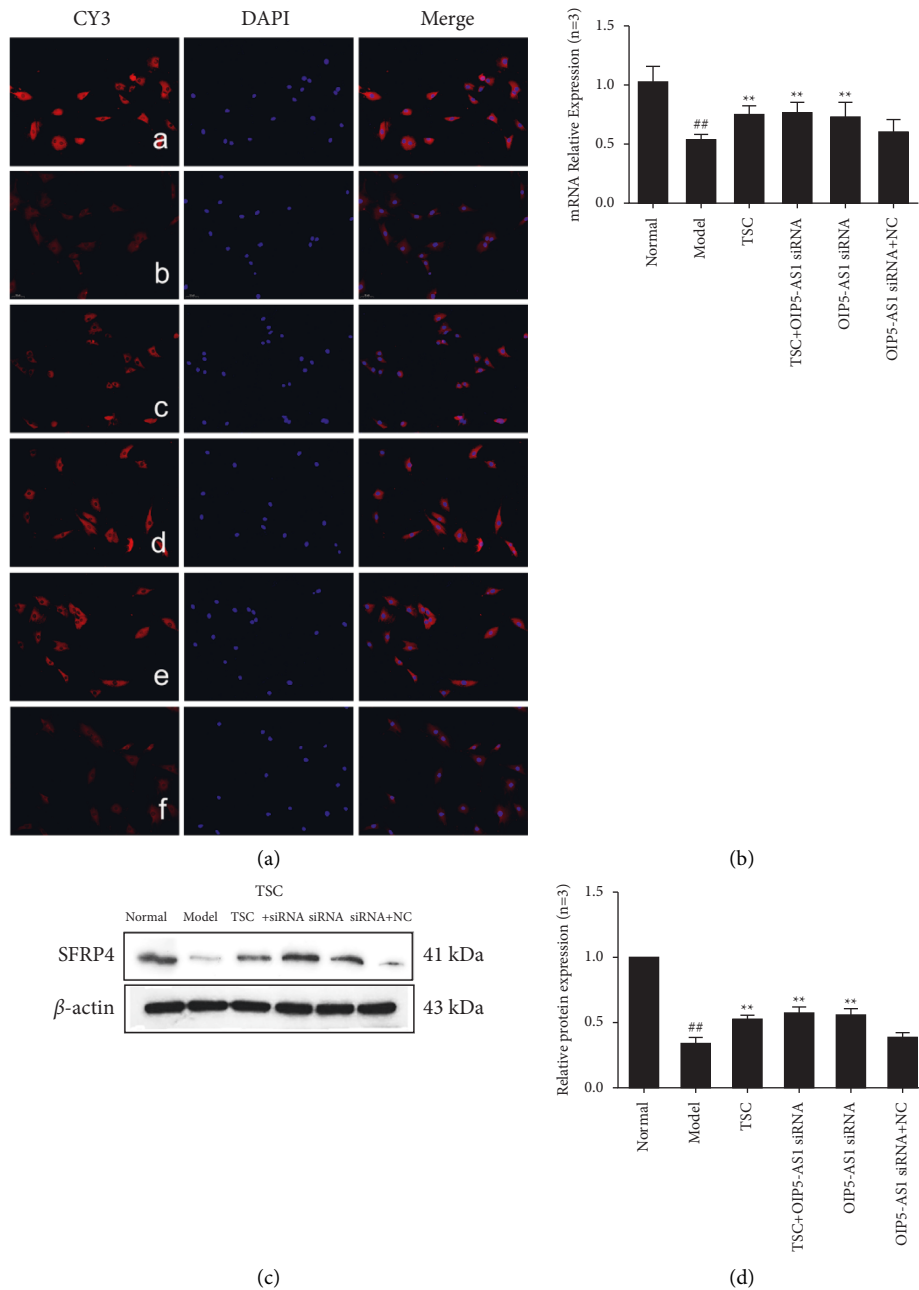 CY3 DAPI Merge
a
b
c
d
e
f
(a)
mRNA Relative Expression (n=3)
1.5
1.0
0.5
0.0
##
**
**
**
Normal
Model
TSC
TSC+OIP5-AS1 siRNA
OIP5-AS1 siRNA
OIP5-AS1 siRNA+NC
(b)
TSC
Normal Model TSC +siRNA siRNA siRNA+NC
SFRP4 41 kDa
β-actin 43 kDa
(c)
Relative protein expression (n=3)
1.5
1.0
0.5
0.0
##
**
**
**
Normal
Model
TSC
TSC+OIP5-AS1 siRNA
OIP5-AS1 siRNA
OIP5-AS1 siRNA+NC
(d)